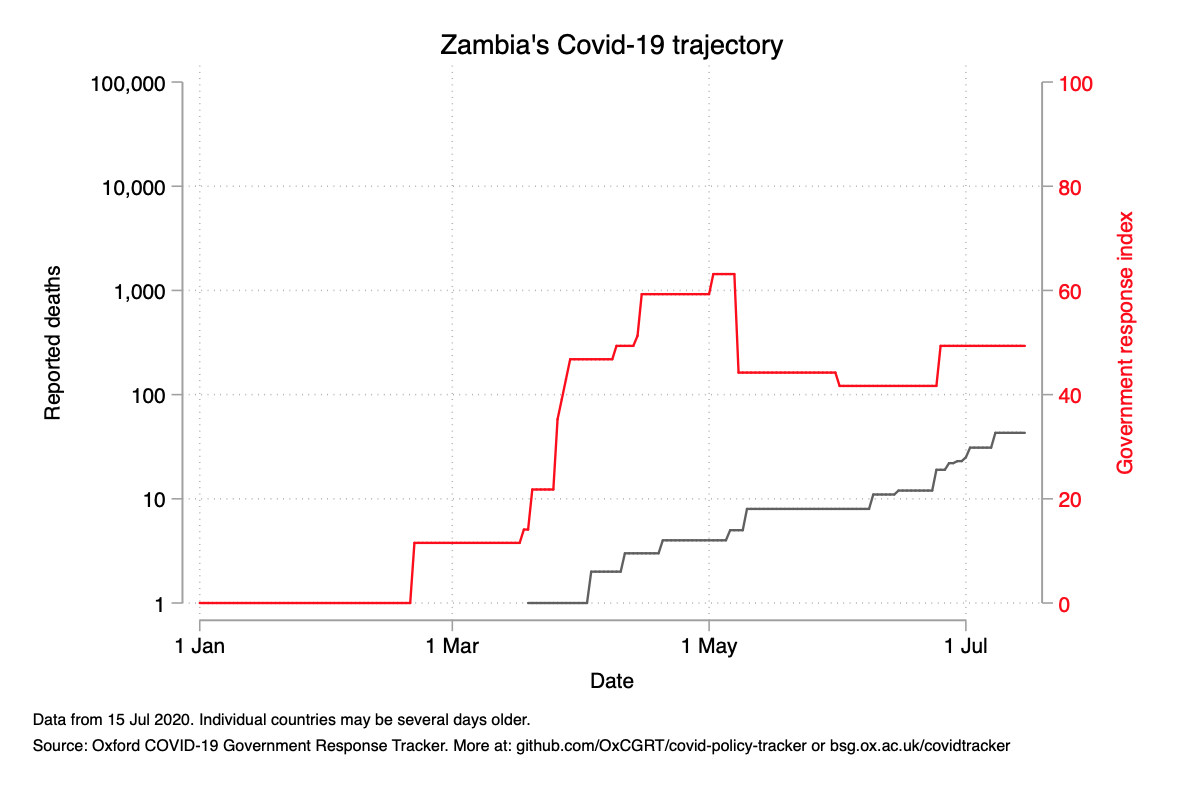 Zambia's Covid-19 trajectory
100,000
10,000
1,000
100
10
1
Reported deaths
100
80
60
40
20
0
Government response index
1 Jan
1 Mar
1 May
1 Jul
Date
Data from 15 Jul 2020. Individual countries may be several days older.
Source: Oxford COVID-19 Government Response Tracker. More at: github.com/OxCGRT/covid-policy-tracker or bsg.ox.ac.uk/covidtracker